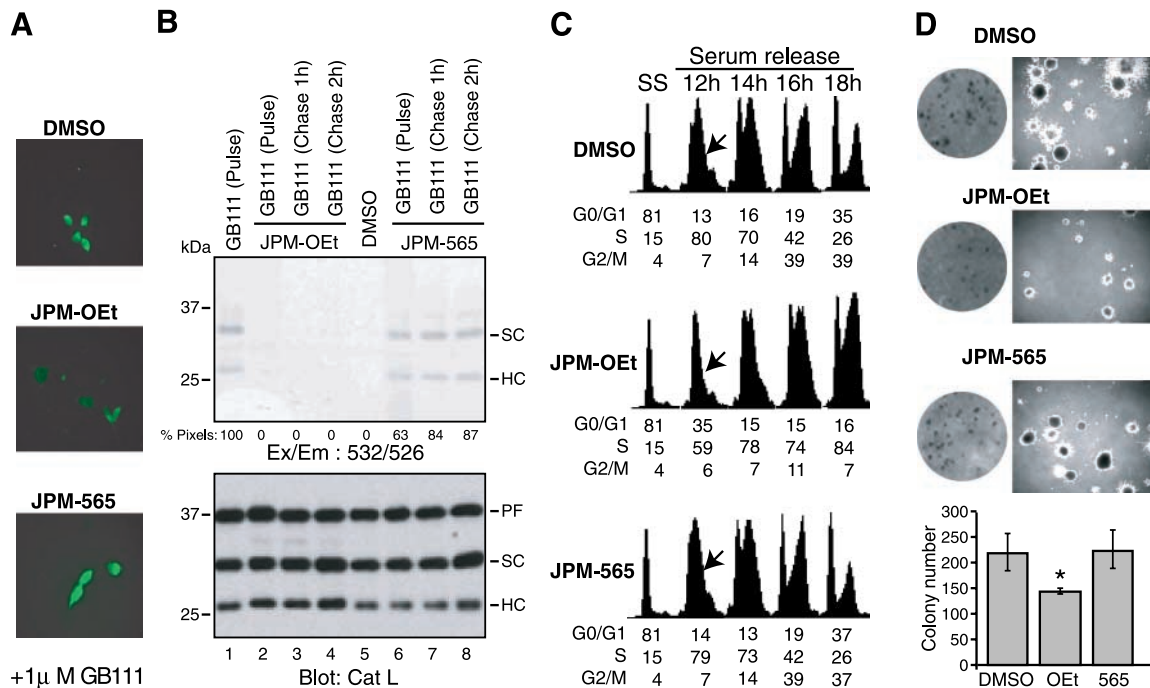 A
DMSO
JPM-OEt
JPM-565
+1μ M GB111
B
GB111 (Pulse)
GB111 (Pulse)
GB111 (Chase 1h)
GB111 (Chase 2h)
DMSO
GB111 (Pulse)
GB111 (Chase 1h)
GB111 (Chase 2h)
JPM-OEt
JPM-565
kDa
37
25
SC
HC
% Pixels: 100 0 0 0 0 63 84 87
Ex/Em : 532/526
37
25
PF
SC
HC
1 2 3 4 5 6 7 8
Blot: Cat L
C
Serum release
SS 12h 14h 16h 18h
DMSO
G0/G1 81 13 16 19 35
S 15 80 70 42 26
G2/M 4 7 14 39 39
JPM-OEt
G0/G1 81 35 15 15 16
S 15 59 78 74 84
G2/M 4 6 7 11 7
JPM-565
G0/G1 81 14 13 19 37
S 15 79 73 42 26
G2/M 4 7 14 39 37
D
DMSO
JPM-OEt
JPM-565
Colony number
300
250
200
150
100
50
0
*
DMSO OEt 565